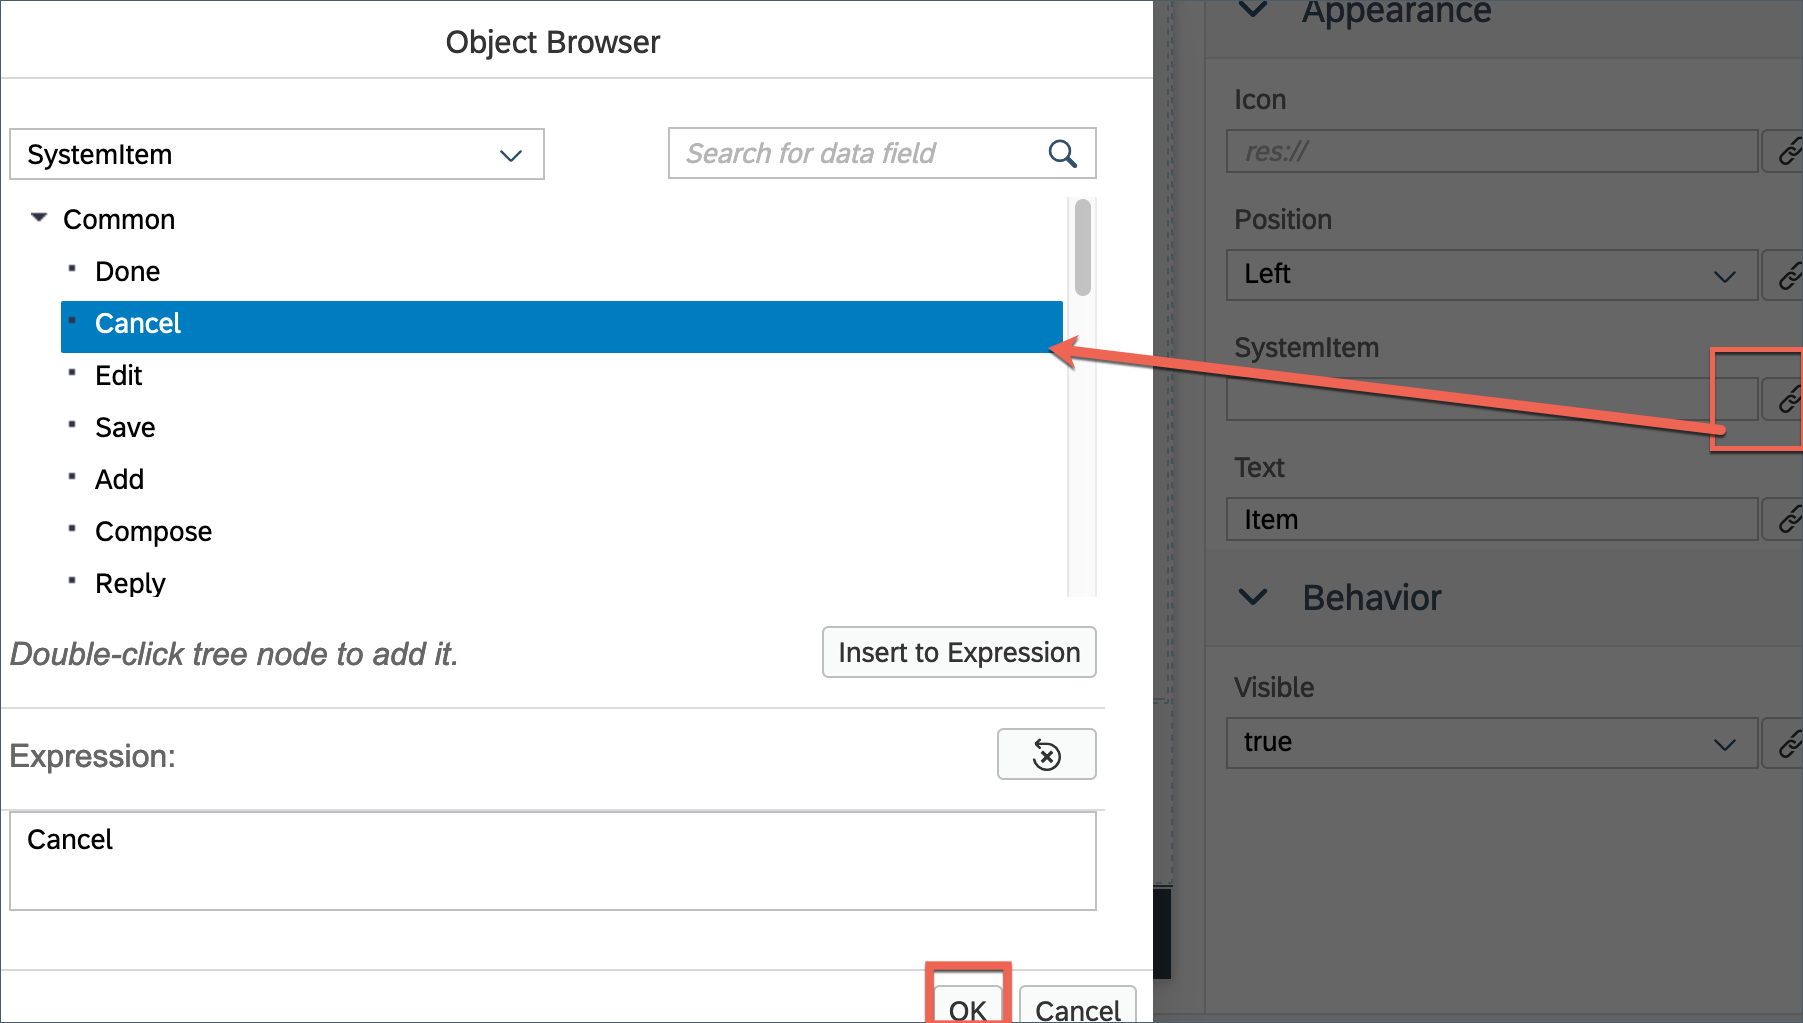 Object Browser
SystemItem
Search for data field
Common
Done
Cancel
Edit
Save
Add
Compose
Reply
Double-click tree node to add it.
Insert to Expression
Expression:
Cancel
OK
Cancel
Appearance
Icon
res://
Position
Left
SystemItem
Text
Item
Behavior
Visible
true